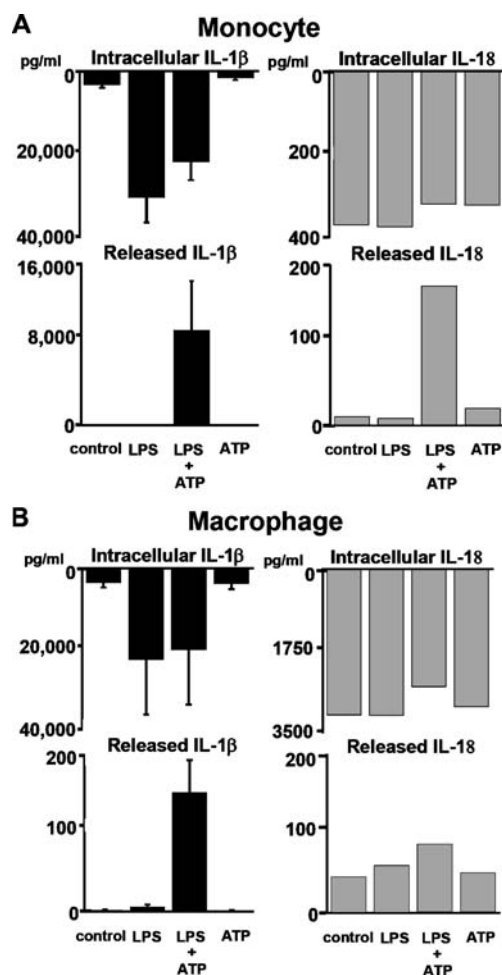 A
Monocyte
pg/ml
Intracellular IL-1β
Intracellular IL-18
0
0
20,000
200
40,000
400
Released IL-1β
Released IL-18
16,000
200
8,000
100
0
0
control LPS LPS + ATP ATP
control LPS LPS + ATP ATP
B
Macrophage
pg/ml
Intracellular IL-1β
pg/ml
Intracellular IL-18
0
0
20,000
1750
40,000
3500
Released IL-1β
Released IL-18
200
200
100
100
0
0
control LPS LPS + ATP ATP
control LPS LPS + ATP ATP